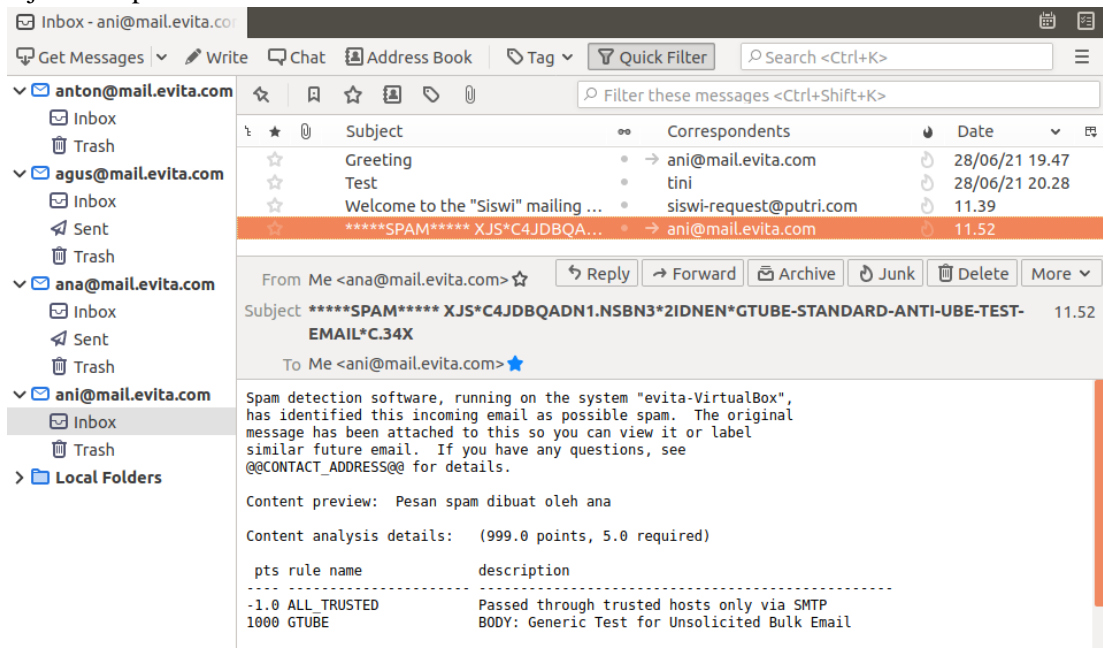 Inbox - ani@mail.evita.cor
Get Messages Write Chat Address Book Tag Quick Filter Search <Ctrl+K>
anton@mail.evita.com
Inbox
Trash
agus@mail.evita.com
Inbox
Sent
Trash
ana@mail.evita.com
Inbox
Sent
Trash
ani@mail.evita.com
Inbox
Trash
Local Folders
Filter these messages <Ctrl+Shift+K>
Subject Correspondents Date
Greeting ani@mail.evita.com 28/06/21 19.47
Test tini 28/06/21 20.28
Welcome to the "Siswi" mailing ... siswi-request@putri.com 11.39
*****SPAM***** XJS*C4JDBQA... ani@mail.evita.com 11.52
From Me <ana@mail.evita.com> Reply Forward Archive Junk Delete More
Subject *****SPAM***** XJS*C4JDBQADN1.NSBN3*2IDNEN*GTUBE-STANDARD-ANTI-UBE-TEST- 11.52
EMAIL*C.34X
To Me <ani@mail.evita.com>
Spam detection software, running on the system "evita-VirtualBox",
has identified this incoming email as possible spam.  The original
message has been attached to this so you can view it or label
similar future email.  If you have any questions, see
@@CONTACT_ADDRESS@@ for details.
Content preview:  Pesan spam dibuat oleh ana
Content analysis details:   (999.0 points, 5.0 required)
pts rule name              description
---- ---------------------- --------------------------------------------------
-1.0 ALL_TRUSTED            Passed through trusted hosts only via SMTP
1000 GTUBE                  BODY: Generic Test for Unsolicited Bulk Email